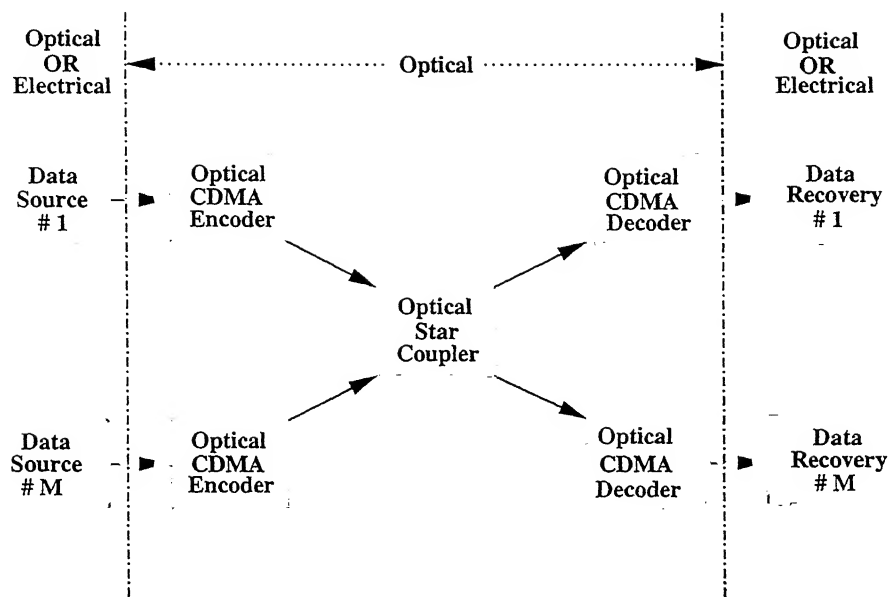 Optical
OR
Electrical
Optical
Optical
OR
Electrical
Data
Source
# 1
Optical
CDMA
Encoder
Optical
CDMA
Decoder
Data
Recovery
# 1
Optical
Star
Coupler
Data
Source
# M
Optical
CDMA
Encoder
Optical
CDMA
Decoder
Data
Recovery
# M